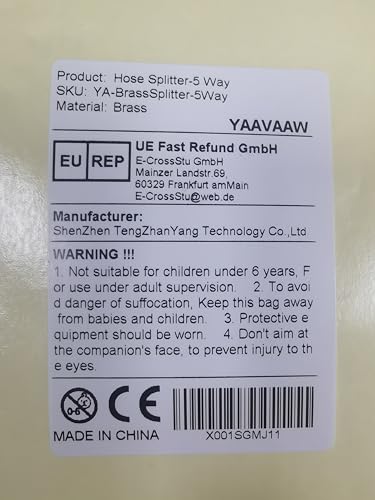 Product: Hose Splitter-5 Way
SKU: YA-BrassSplitter-5Way
Material: Brass
YAAVAAW
EU REP
UE Fast Refund GmbH
E-CrossStu GmbH
Mainzer Landstr.69,
60329 Frankfurt amMain
E-CrossStu@web.de
Manufacturer:
ShenZhen TengZhanYang Technology Co.,Ltd
WARNING !!!
1. Not suitable for children under 6 years, F
or use under adult supervision. 2. To avoi
d danger of suffocation, Keep this bag away
from babies and children. 3. Protective e
quipment should be worn. 4. Don't aim at
the companion's face, to prevent injury to th
e eyes.
0-6
CE
MADE IN CHINA
X001SGMJ11